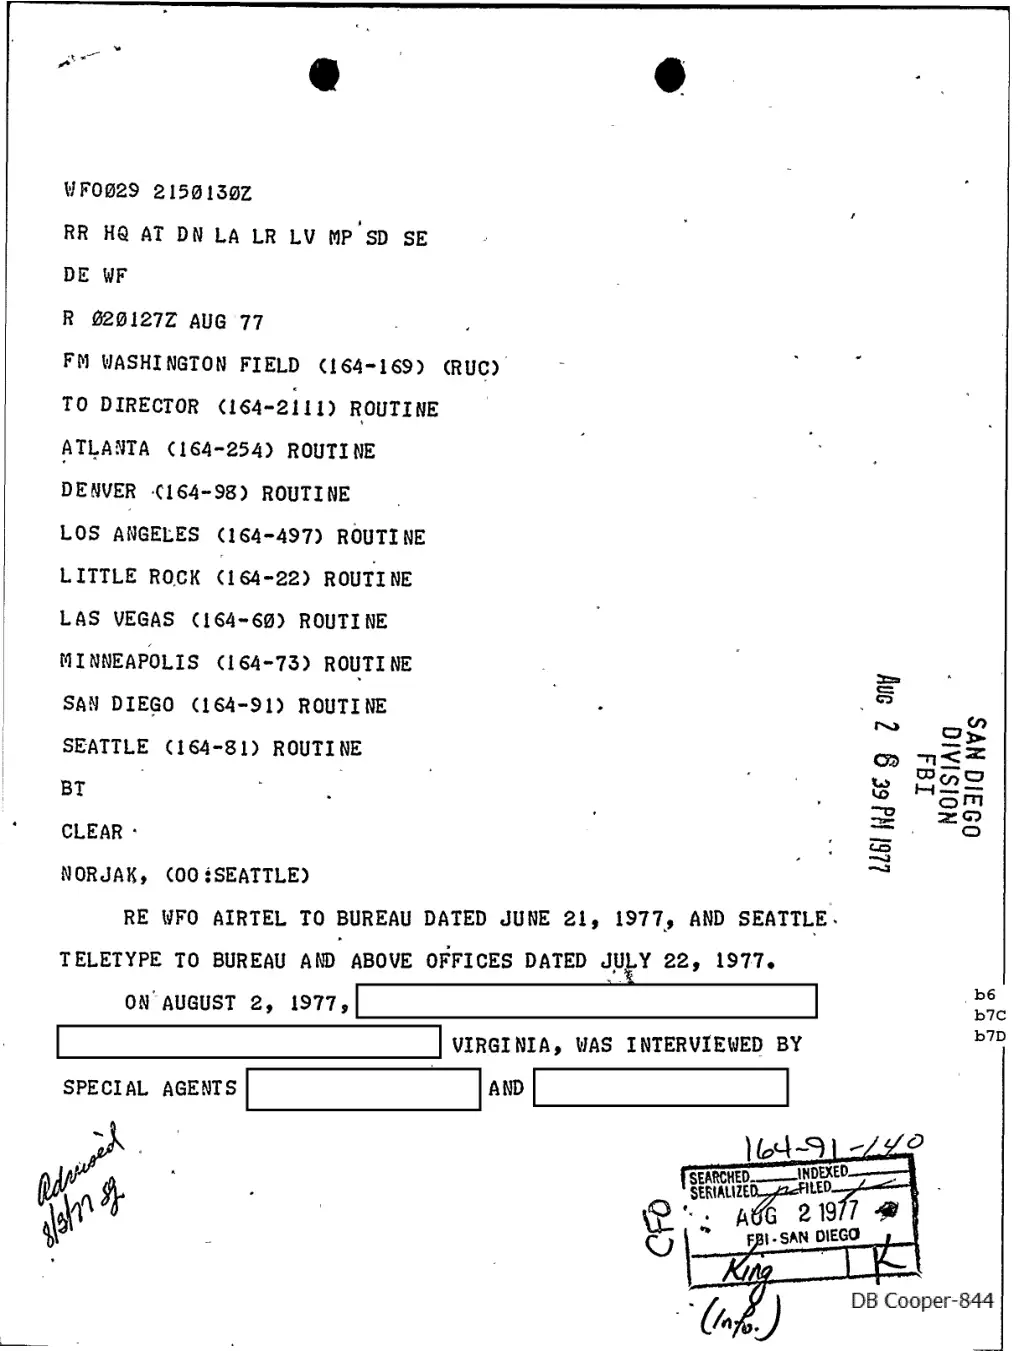 WFO029 2150130Z
RR HQ AT DN LA LR LV MP SD SE
DE WF
R 020127Z AUG 77
FM WASHINGTON FIELD (164-169) (RUC)
TO DIRECTOR (164-2111) ROUTINE
ATLANTA (164-254) ROUTINE
DENVER (164-98) ROUTINE
LOS ANGELES (164-497) ROUTINE
LITTLE ROCK (164-22) ROUTINE
LAS VEGAS (164-60) ROUTINE
MINNEAPOLIS (164-73) ROUTINE
SAN DIEGO (164-91) ROUTINE
SEATTLE (164-81) ROUTINE
BT
CLEAR
NORJAK, (OO:SEATTLE)
RE WFO AIRTEL TO BUREAU DATED JUNE 21, 1977, AND SEATTLE
TELETYPE TO BUREAU AND ABOVE OFFICES DATED JULY 22, 1977.
ON AUGUST 2, 1977,
VIRGINIA, WAS INTERVIEWED BY
SPECIAL AGENTS AND
b6
b7C
b7D
AUG 2 6 39 PM 1977
SAN DIEGO
DIVISION
FBI
Advised
8/3/77
164-91-140
SEARCHED INDEXED
SERIALIZED FILED
AUG 2 1977
FBI-SAN DIEGO
King K
(Info.)
DB Cooper-844